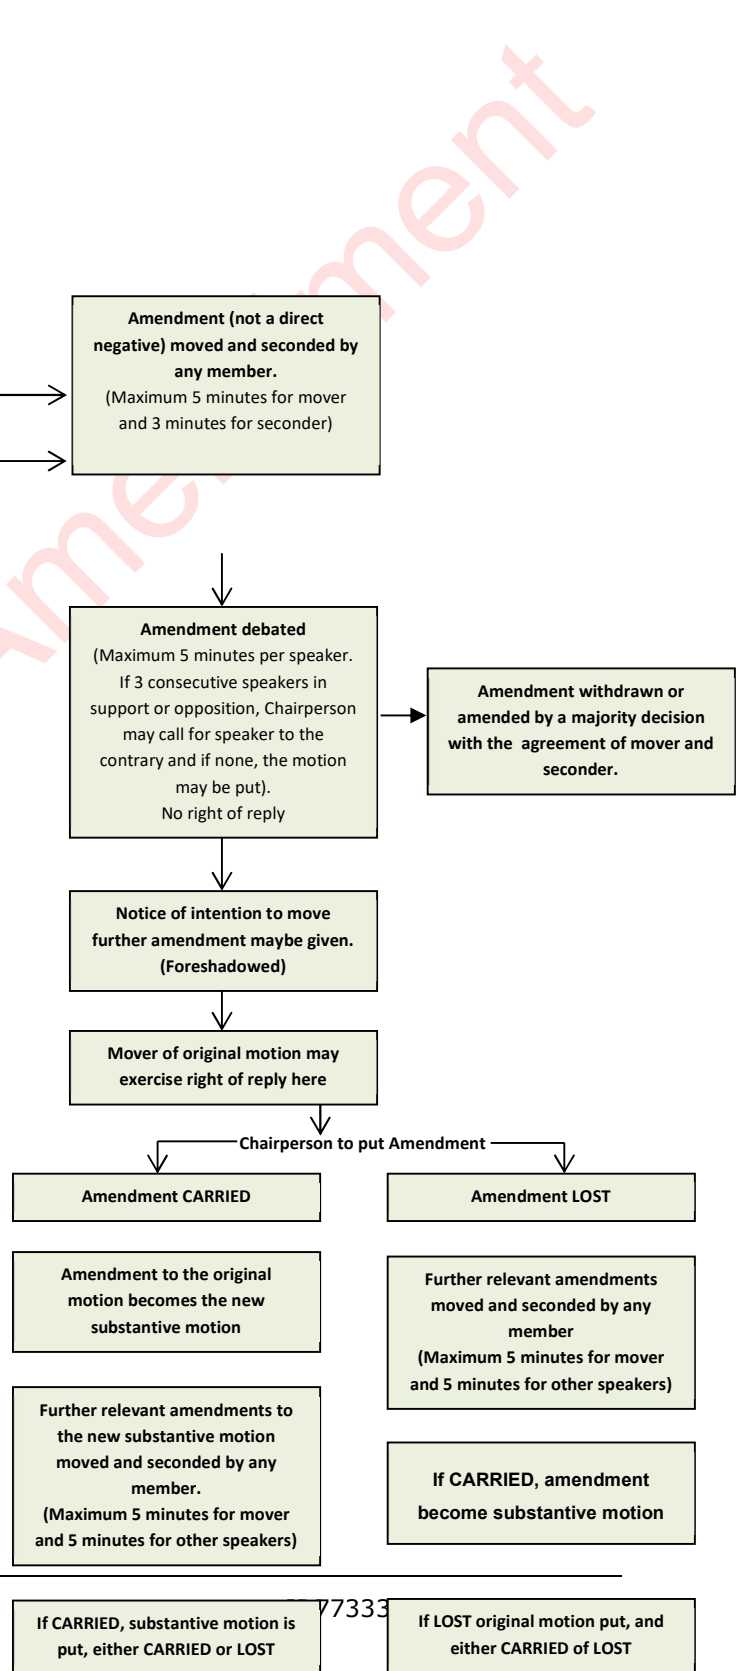 Amendment
Amendment (not a direct
negative) moved and seconded by
any member.
(Maximum 5 minutes for mover
and 3 minutes for seconder)
Amendment debated
(Maximum 5 minutes per speaker.
If 3 consecutive speakers in
support or opposition, Chairperson
may call for speaker to the
contrary and if none, the motion
may be put).
No right of reply
Amendment withdrawn or
amended by a majority decision
with the agreement of mover and
seconder.
Notice of intention to move
further amendment maybe given.
(Foreshadowed)
Mover of original motion may
exercise right of reply here
Chairperson to put Amendment
Amendment CARRIED
Amendment LOST
Amendment to the original
motion becomes the new
substantive motion
Further relevant amendments
moved and seconded by any
member
(Maximum 5 minutes for mover
and 5 minutes for other speakers)
Further relevant amendments to
the new substantive motion
moved and seconded by any
member.
(Maximum 5 minutes for mover
and 5 minutes for other speakers)
If CARRIED, amendment
become substantive motion
77333
If CARRIED, substantive motion is
put, either CARRIED or LOST
If LOST original motion put, and
either CARRIED of LOST